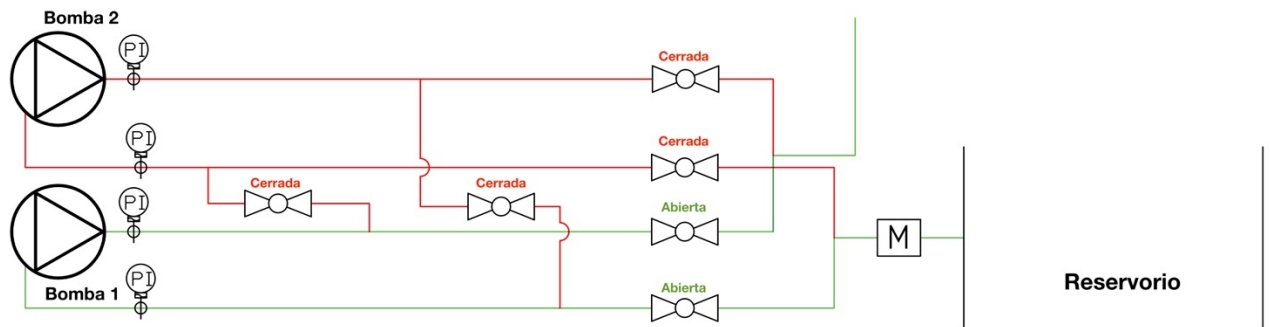 Bomba 2
PI
Cerrada
PI
Cerrada
Cerrada
Cerrada
PI
Abierta
M
PI
Bomba 1
Abierta
Reservorio